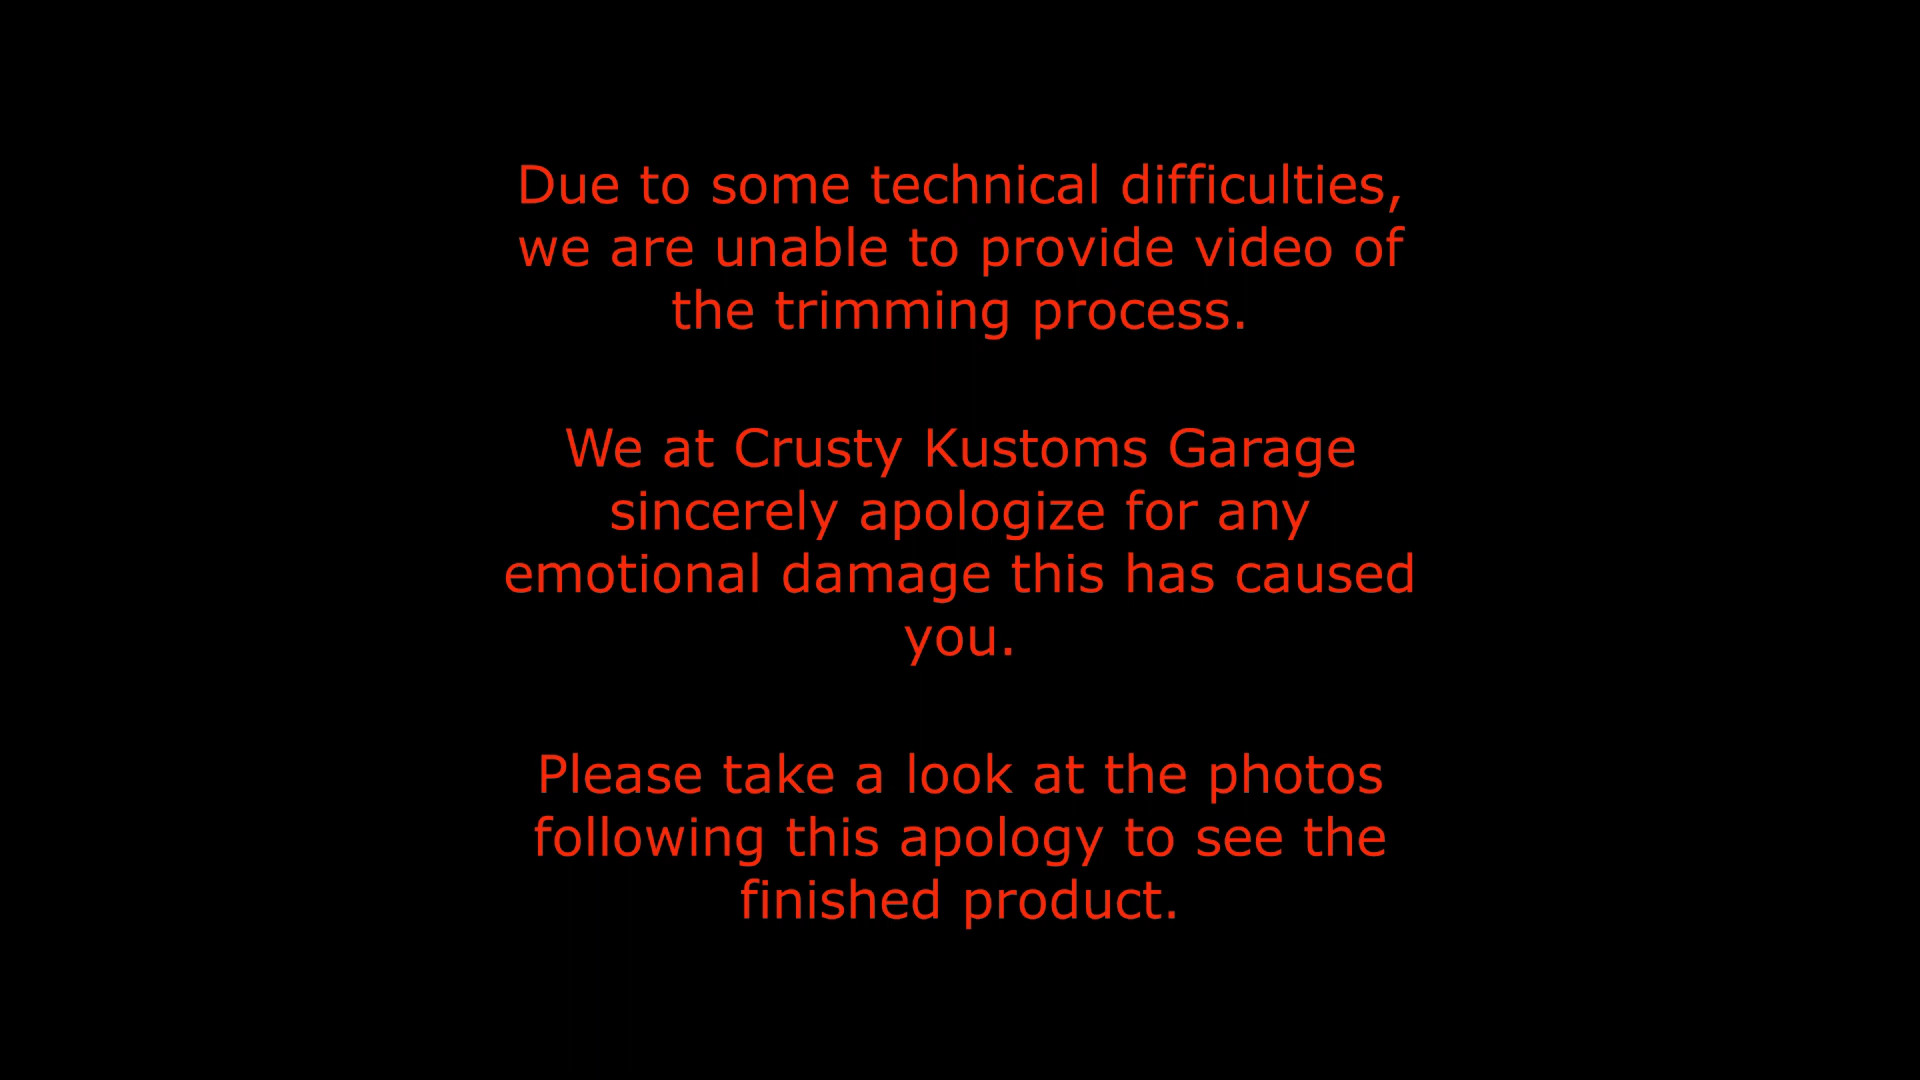 Due to some technical difficulties,
we are unable to provide video of
the trimming process.
We at Crusty Kustoms Garage
sincerely apologize for any
emotional damage this has caused
you.
Please take a look at the photos
following this apology to see the
finished product.